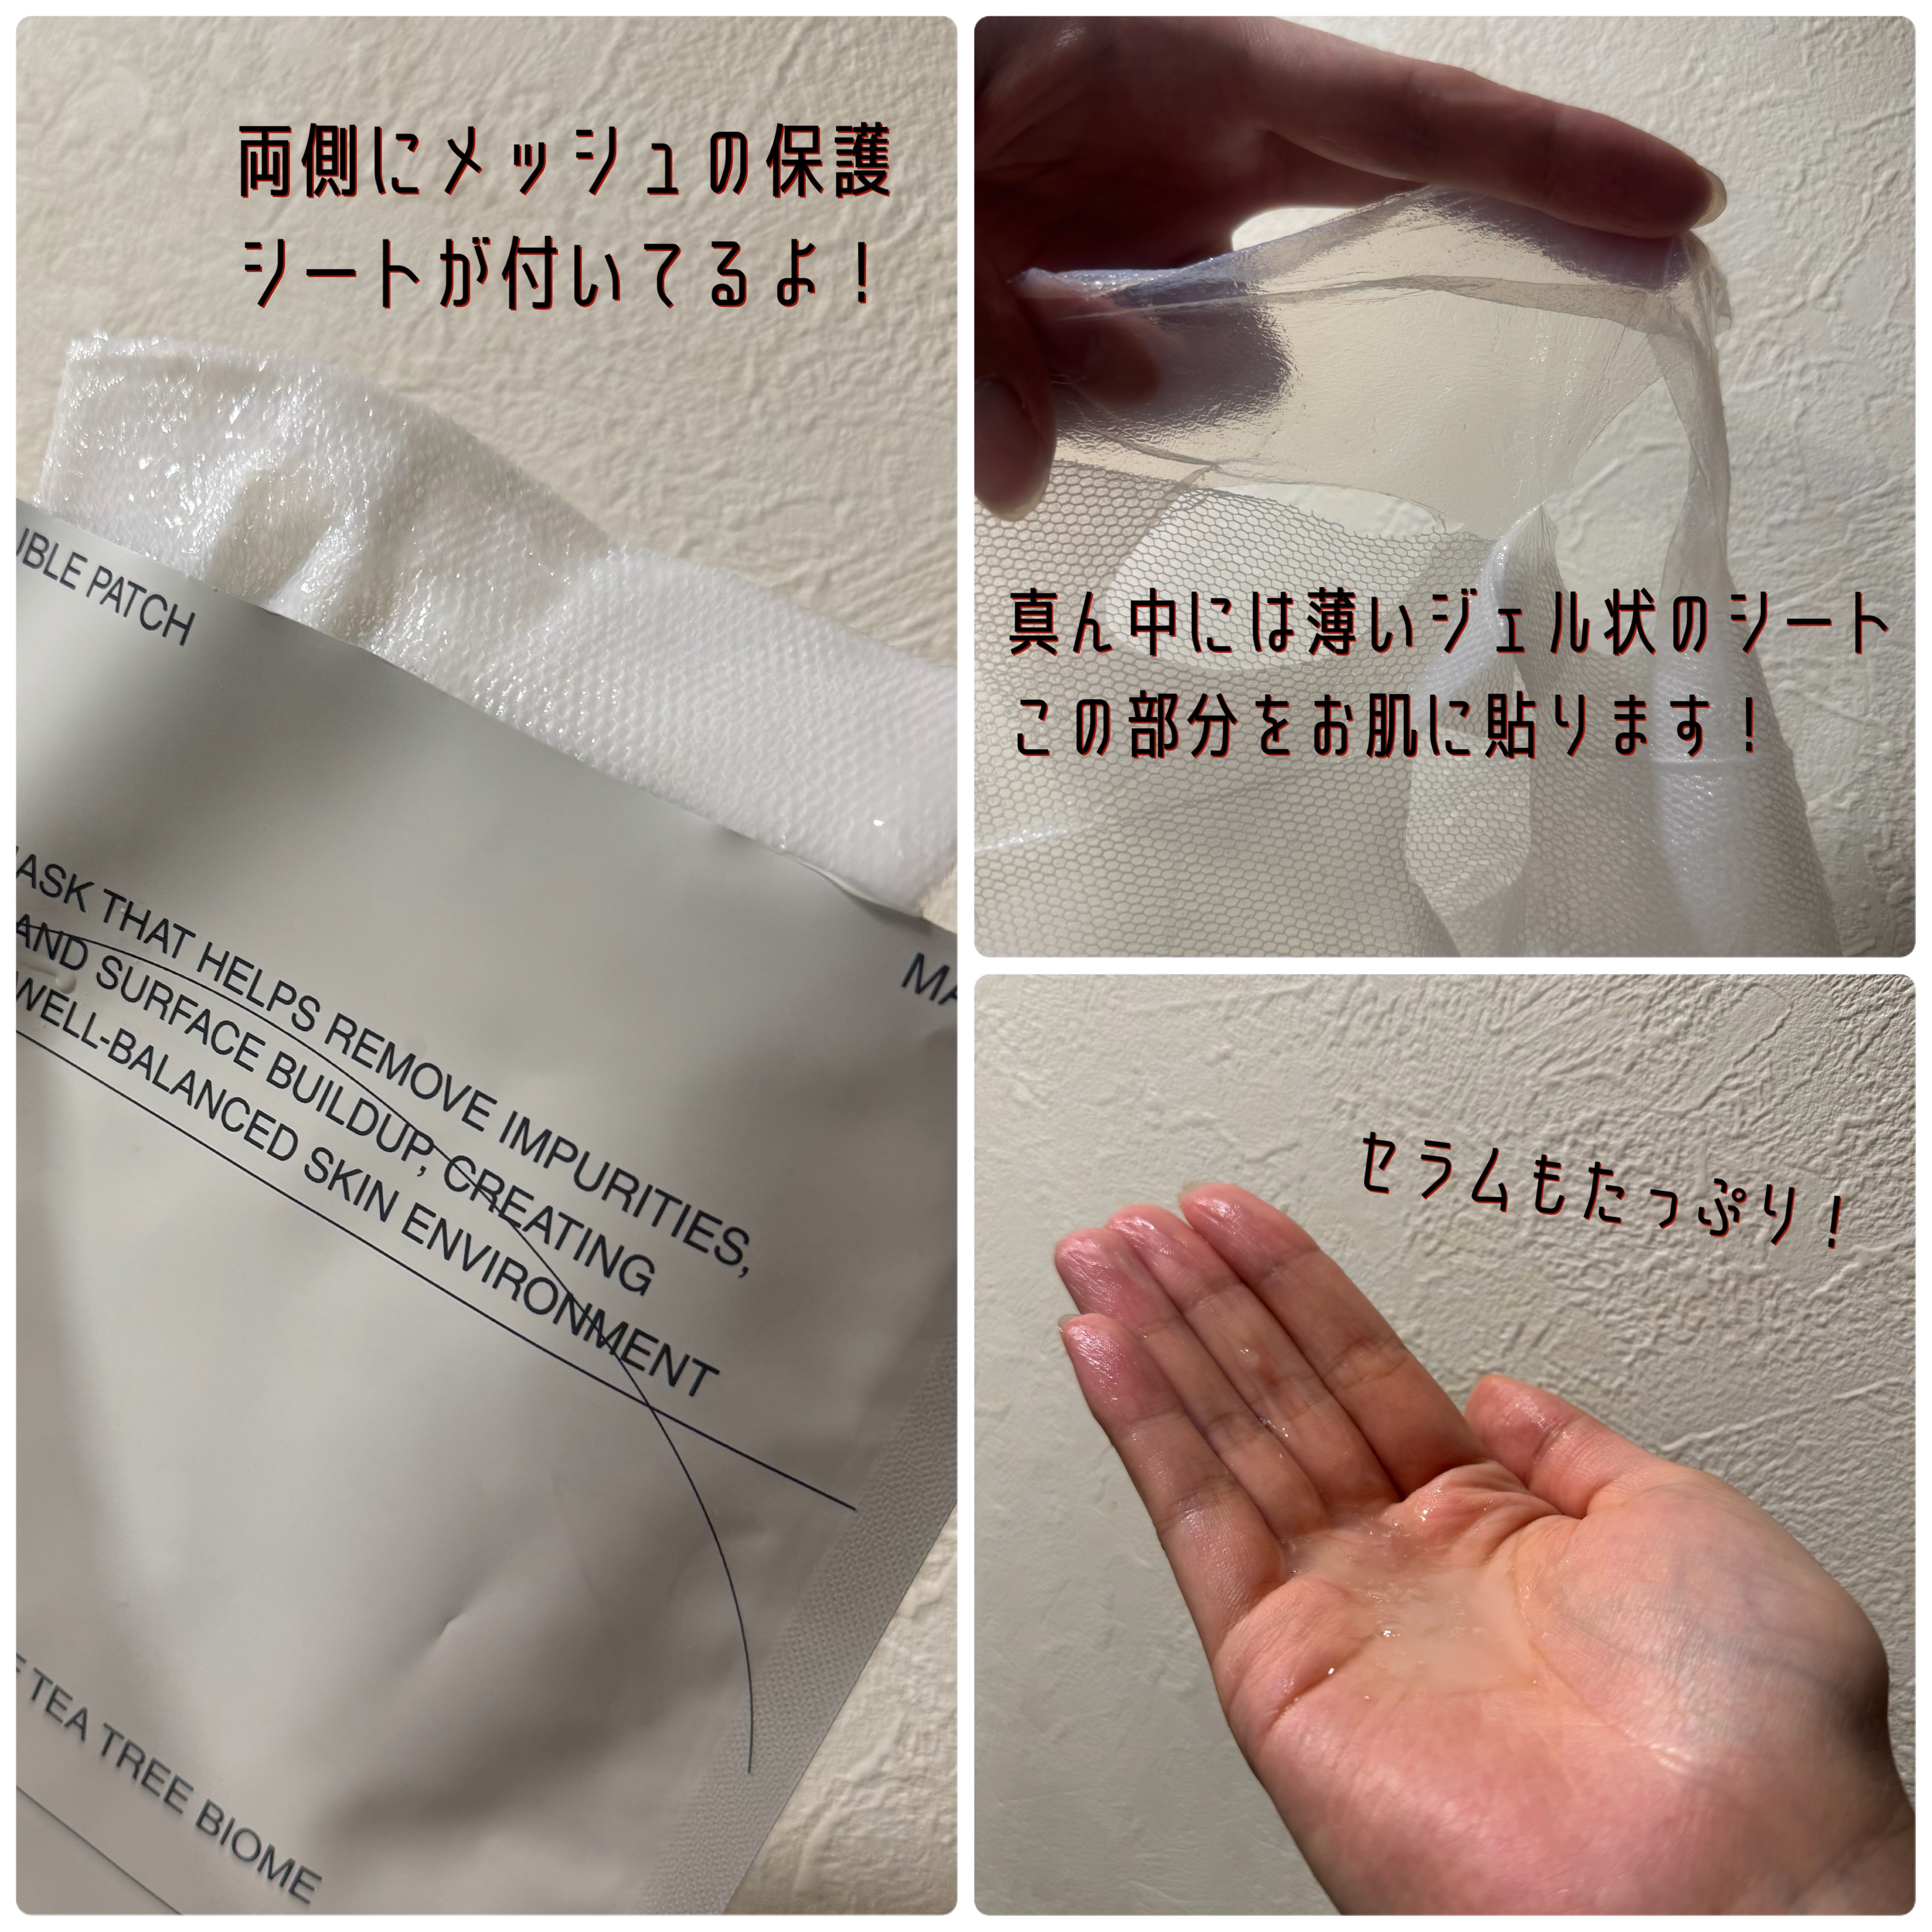 両側にメッシュの保護
シートが付いてるよ！
PATCH
THAT HELPS REMOVE IMPURITIES,
AND SURFACE BUILDUP, CREATING
WELL-BALANCED SKIN ENVIRONMENT
TEA TREE BIOME
真ん中には薄いジェル状のシート
この部分をお肌に貼ります！
セラムもたっぷり！